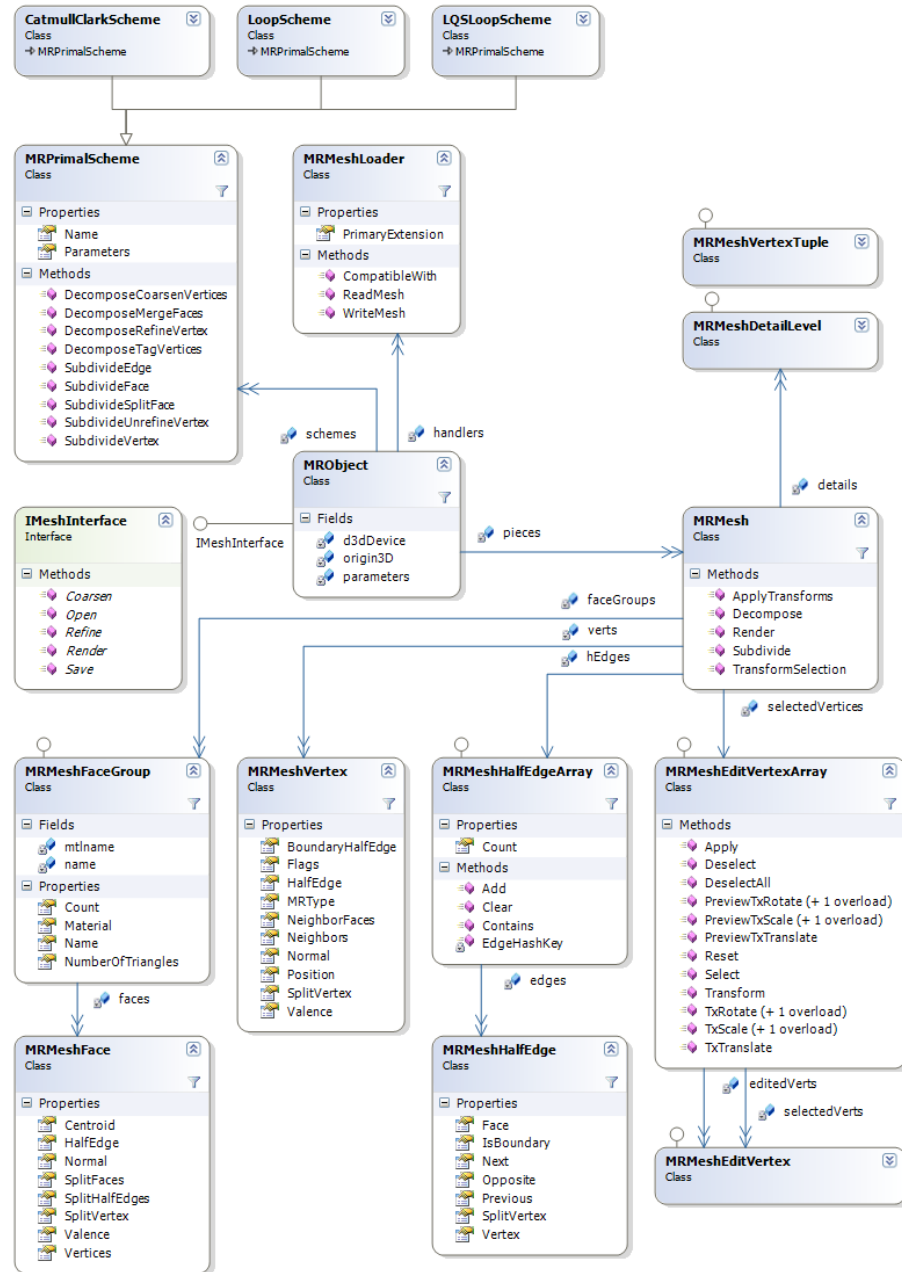 CatmullClarkScheme
Class
MRPrimalScheme
LoopScheme
Class
MRPrimalScheme
LQSLoopScheme
Class
MRPrimalScheme
MRPrimalScheme
Class
Properties
Name
Parameters
Methods
DecomposeCoarsenVertices
DecomposeMergeFaces
DecomposeRefineVertex
DecomposeTagVertices
SubdivideEdge
SubdivideFace
SubdivideSplitFace
SubdivideUnrefineVertex
SubdivideVertex
MRMeshLoader
Class
Properties
PrimaryExtension
Methods
CompatibleWith
ReadMesh
WriteMesh
MRMeshVertexTuple
Class
MRMeshDetailLevel
Class
schemes
handlers
details
MRObject
Class
Fields
d3dDevice
origin3D
parameters
IMeshInterface
IMeshInterface
Interface
Methods
Coarsen
Open
Refine
Render
Save
pieces
MRMesh
Class
Methods
ApplyTransforms
Decompose
Render
Subdivide
TransformSelection
faceGroups
verts
hEdges
selectedVertices
MRMeshFaceGroup
Class
Fields
mtlname
name
Properties
Count
Material
Name
NumberOfTriangles
faces
MRMeshFace
Class
Properties
Centroid
HalfEdge
Normal
SplitFaces
SplitHalfEdges
SplitVertex
Valence
Vertices
MRMeshVertex
Class
Properties
BoundaryHalfEdge
Flags
HalfEdge
MRType
NeighborFaces
Neighbors
Normal
Position
SplitVertex
Valence
MRMeshHalfEdgeArray
Class
Properties
Count
Methods
Add
Clear
Contains
EdgeHashKey
edges
MRMeshHalfEdge
Class
Properties
Face
IsBoundary
Next
Opposite
Previous
SplitVertex
Vertex
MRMeshEditVertexArray
Class
Methods
Apply
Deselect
DeselectAll
PreviewTxRotate (+ 1 overload)
PreviewTxScale (+ 1 overload)
PreviewTxTranslate
Reset
Select
Transform
TxRotate (+ 1 overload)
TxScale (+ 1 overload)
TxTranslate
editedVerts
selectedVerts
MRMeshEditVertex
Class